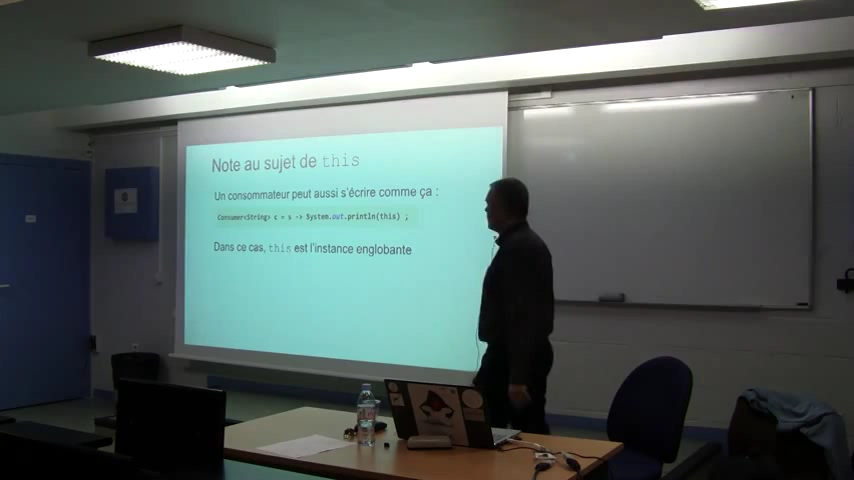 Note au sujet de this
Un consommateur peut aussi s'écrire comme ça :
Consumer<String> c = s -> System.out.println(this) ;
Dans ce cas, this est l'instance englobante